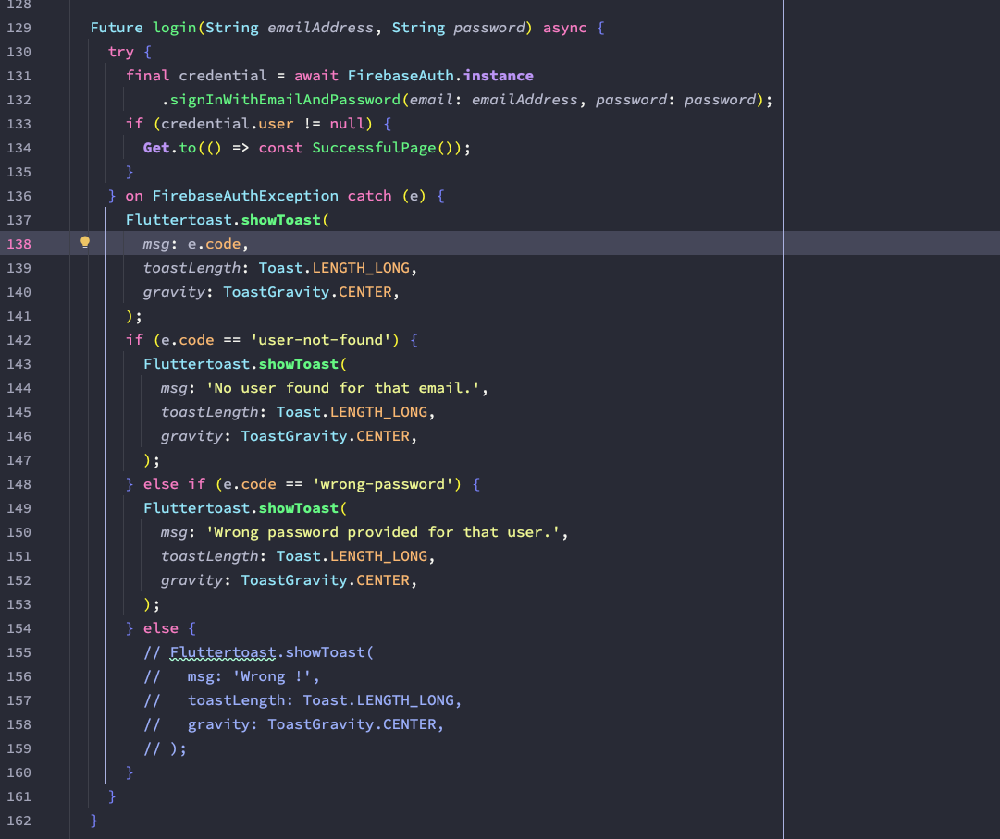 128
129 Future login(String emailAddress, String password) async {
130 try {
131 final credential = await FirebaseAuth.instance
132 .signInWithEmailAndPassword(email: emailAddress, password: password);
133 if (credential.user != null) {
134 Get.to(() => const SuccessfulPage());
135 }
136 } on FirebaseAuthException catch (e) {
137 Fluttertoast.showToast(
138 msg: e.code,
139 toastLength: Toast.LENGTH_LONG,
140 gravity: ToastGravity.CENTER,
141 );
142 if (e.code == 'user-not-found') {
143 Fluttertoast.showToast(
144 msg: 'No user found for that email.',
145 toastLength: Toast.LENGTH_LONG,
146 gravity: ToastGravity.CENTER,
147 );
148 } else if (e.code == 'wrong-password') {
149 Fluttertoast.showToast(
150 msg: 'Wrong password provided for that user.',
151 toastLength: Toast.LENGTH_LONG,
152 gravity: ToastGravity.CENTER,
153 );
154 } else {
155 // Fluttertoast.showToast(
156 // msg: 'Wrong !',
157 // toastLength: Toast.LENGTH_LONG,
158 // gravity: ToastGravity.CENTER,
159 // );
160 }
161 }
162 }